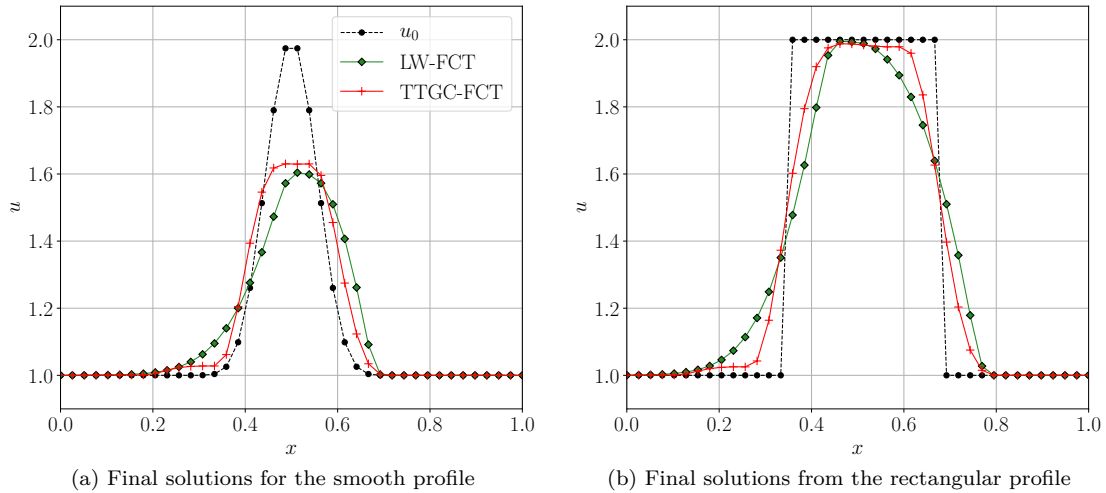 2.0
1.8
1.6
1.4
1.2
1.0
u
0.0 0.2 0.4 0.6 0.8 1.0
x
u₀
LW-FCT
TTGC-FCT
(a) Final solutions for the smooth profile
2.0
1.8
1.6
1.4
1.2
1.0
u
0.0 0.2 0.4 0.6 0.8 1.0
x
(b) Final solutions from the rectangular profile